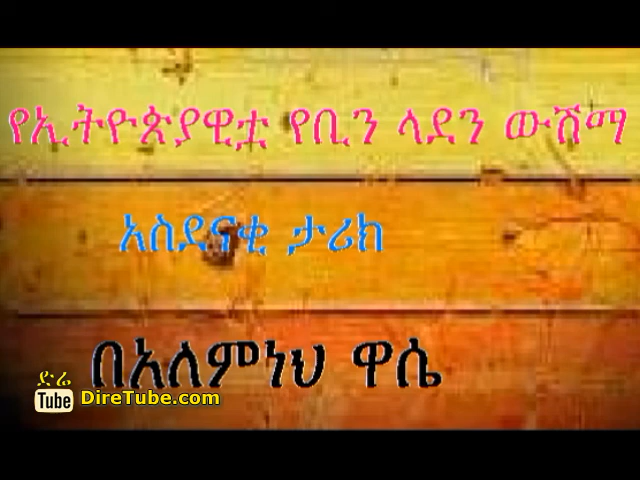 የኢትዮጵያዊቷ የቢን ላደን ውሽማ
አስደናቂ ታሪክ
በአለምነህ ዋሴ
ድሬ
Tube DireTube.com